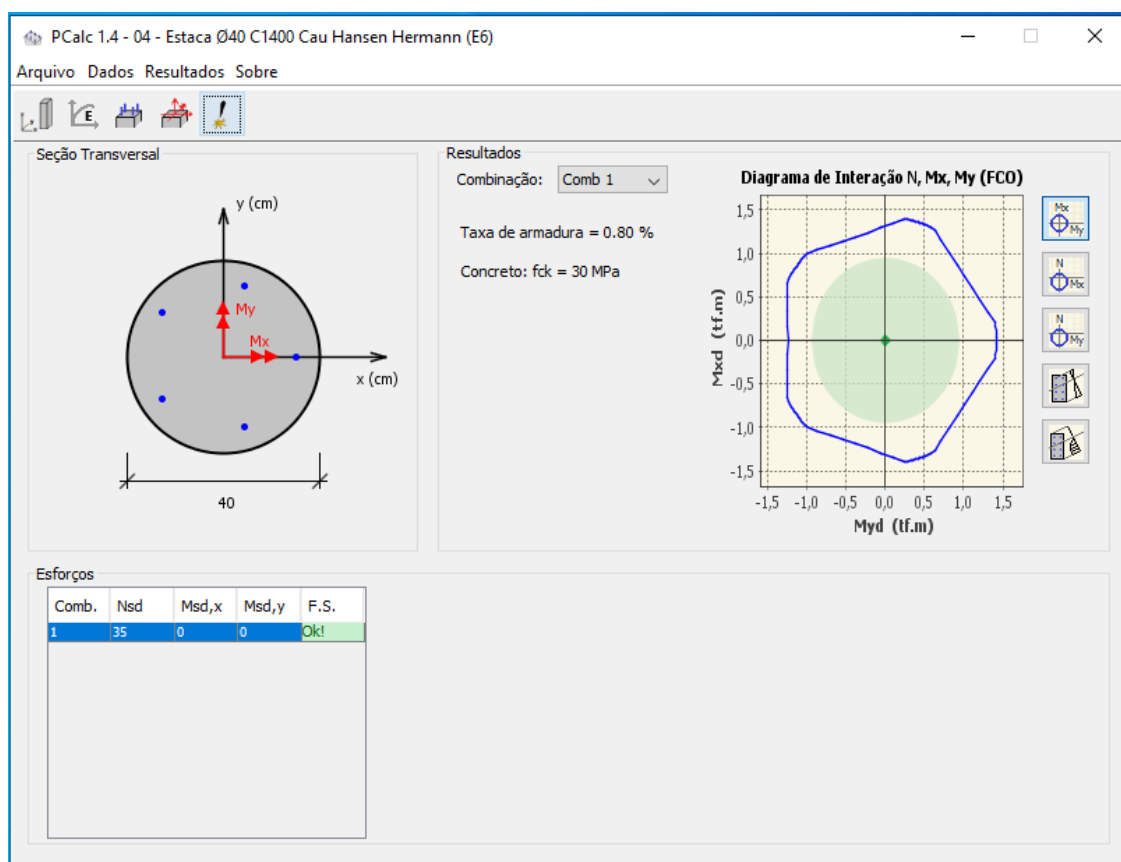 PCalc 1.4 - 04 - Estaca Ø40 C1400 Cau Hansen Hermann (E6)
Arquivo Dados Resultados Sobre
E
Seção Transversal
y (cm)
My
Mx
x (cm)
40
Resultados
Combinação: Comb 1
Taxa de armadura = 0.80 %
Concreto: fck = 30 MPa
Diagrama de Interação N, Mx, My (FCO)
Mxd (tf.m)
1,5
1,0
0,5
0,0
-0,5
-1,0
-1,5
-1,5 -1,0 -0,5 0,0 0,5 1,0 1,5
Myd (tf.m)
Mx
My
N
Mx
N
My
Esforços
Comb. Nsd Msd,x Msd,y F.S.
1 35 0 0 Ok!